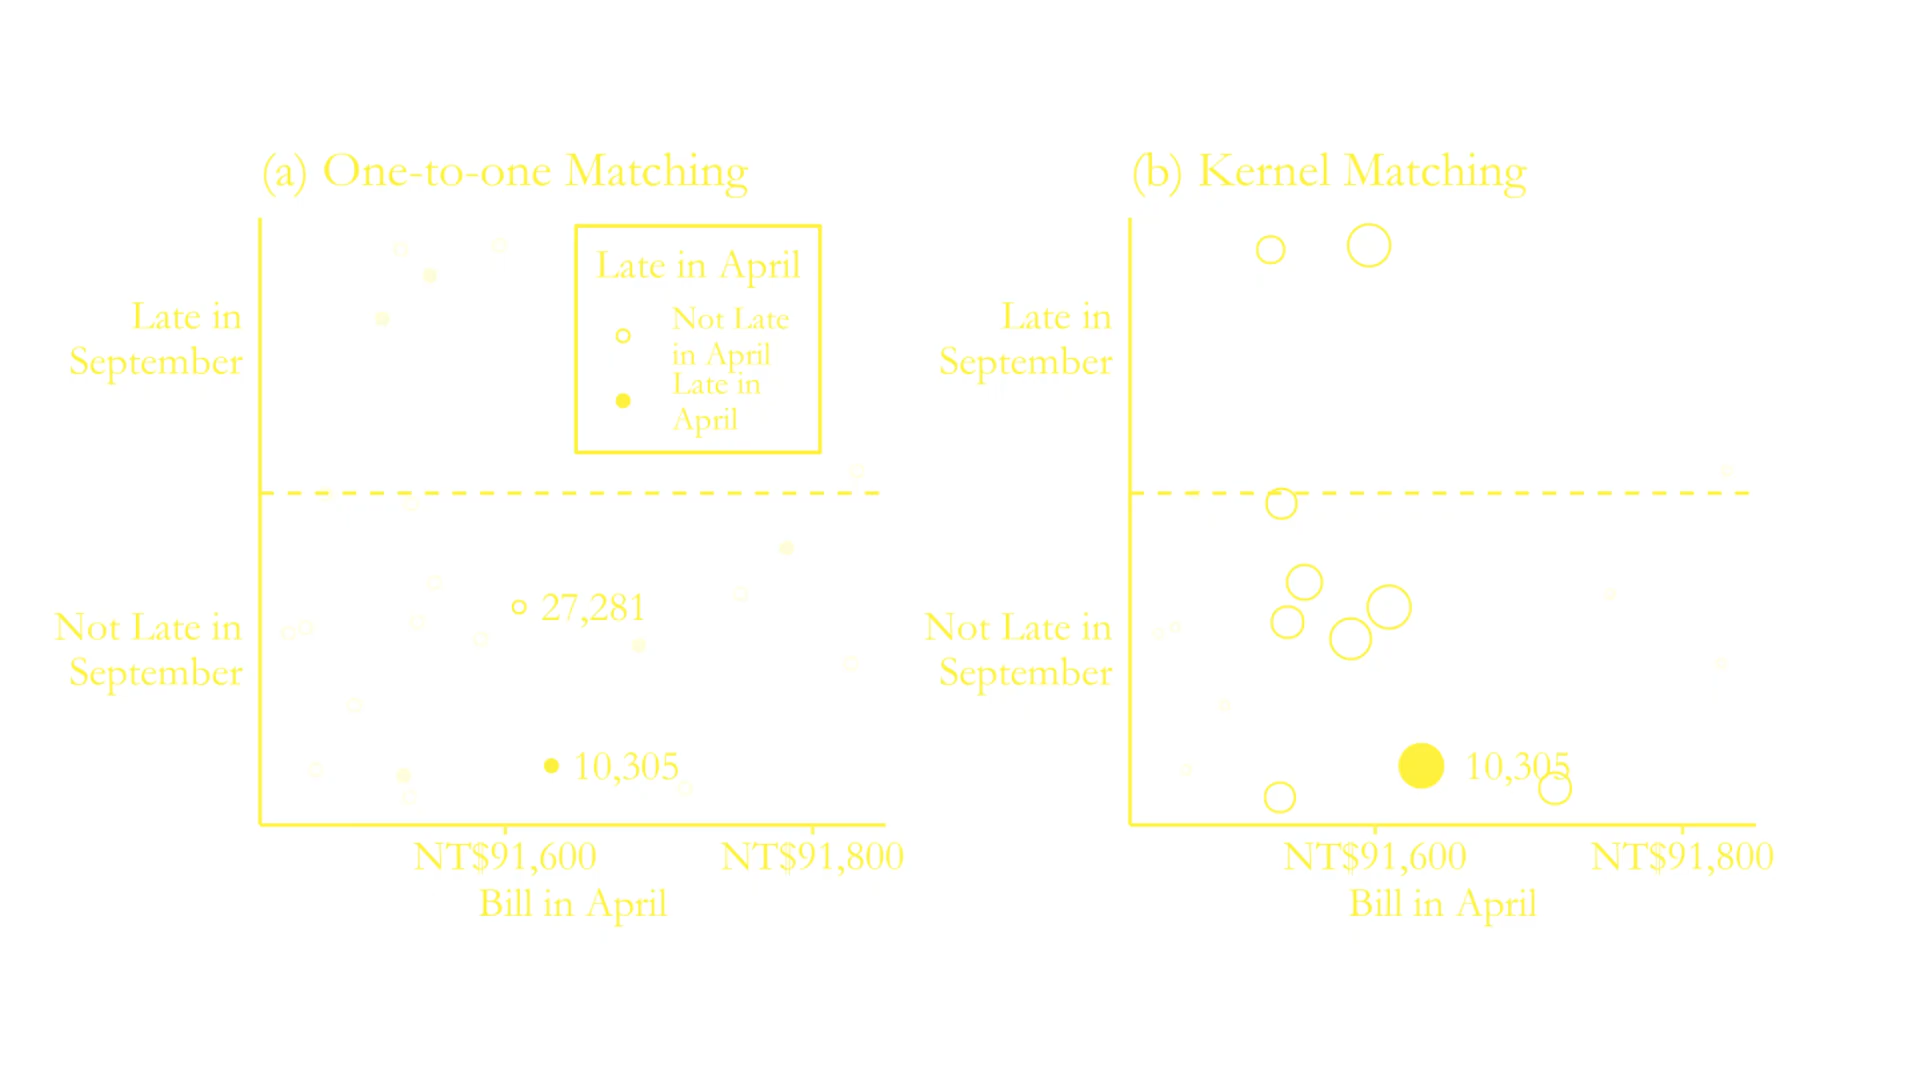 (a) One-to-one Matching
Late in April
Not Late
in April
Late in
April
Late in
September
Not Late in
September
27,281
10,305
NT$91,600
NT$91,800
Bill in April
(b) Kernel Matching
Late in
September
Not Late in
September
10,305
NT$91,600
NT$91,800
Bill in April